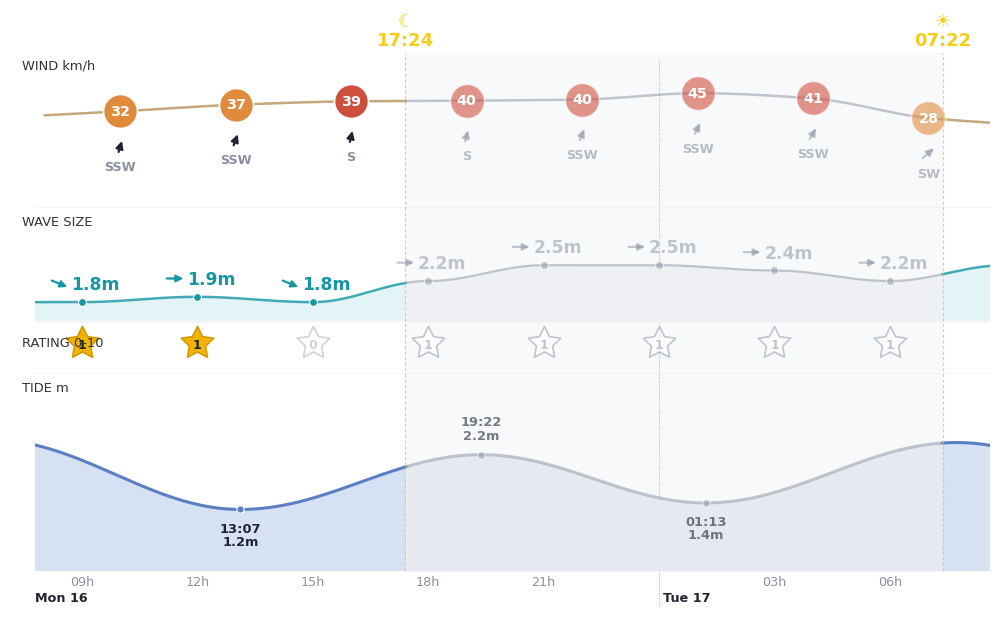 17:24
07:22
WIND km/h
32
37
39
40
40
45
41
28
SSW
SSW
S
S
SSW
SSW
SSW
SW
WAVE SIZE
1.8m
1.9m
1.8m
2.2m
2.5m
2.5m
2.4m
2.2m
RATING 0-10
1
1
0
1
1
1
1
1
TIDE m
19:22
2.2m
13:07
1.2m
01:13
1.4m
09h
12h
15h
18h
21h
03h
06h
Mon 16
Tue 17